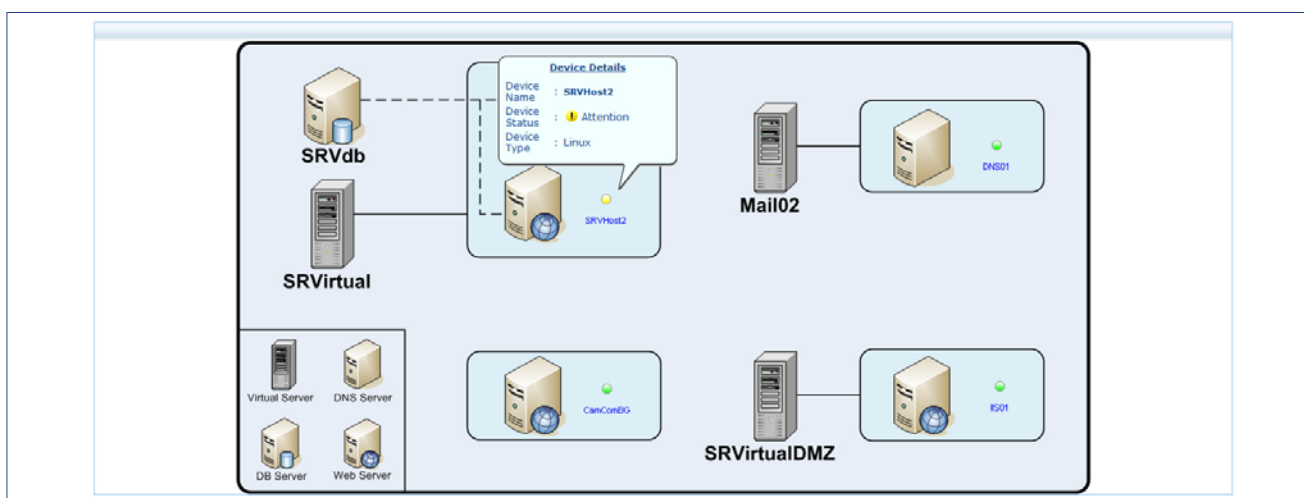 Device Details
Device Name : SRVHost2
Device Status : Attention
Device Type : Linux
SRVdb
SRVHost2
SRVirtual
Mail02
DNS01
Virtual Server
DNS Server
DB Server
Web Server
CamComBG
SRVirtualDMZ
IIS01